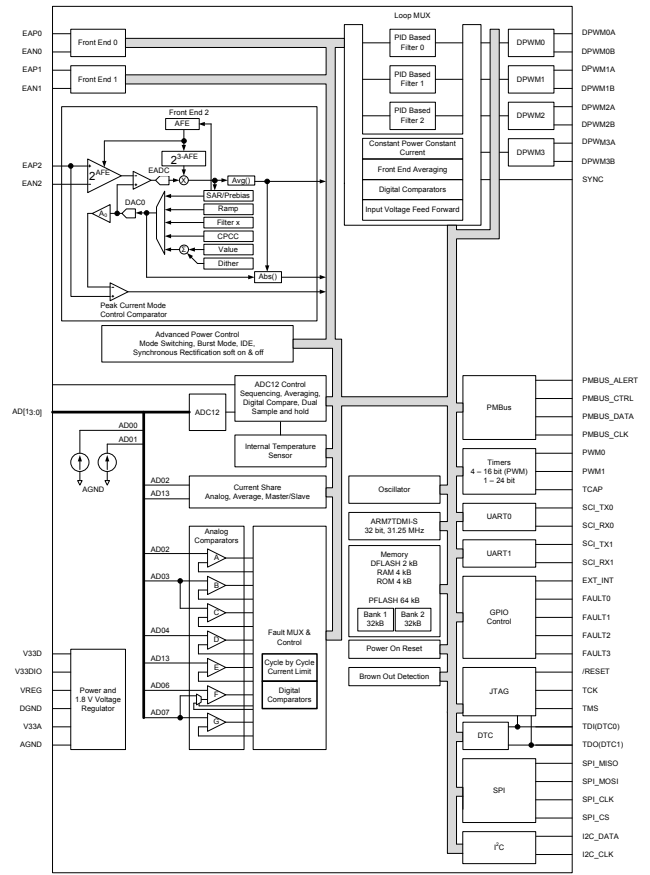 Loop MUX
EAP0
EAN0
Front End 0
EAP1
EAN1
Front End 1
PID Based
Filter 0
PID Based
Filter 1
PID Based
Filter 2
Constant Power Constant
Current
Front End Averaging
Digital Comparators
Input Voltage Feed Forward
DPWM0
DPWM1
DPWM2
DPWM3
DPWM0A
DPWM0B
DPWM1A
DPWM1B
DPWM2A
DPWM2B
DPWM3A
DPWM3B
SYNC
Front End 2
AFE
2^3-AFE
EAP2
EAN2
2^AFE
EADC
X
Avg()
DAC0
A0
SAR/Prebias
Ramp
Filter x
CPCC
Value
Dither
Σ
Abs()
Peak Current Mode
Control Comparator
Advanced Power Control
Mode Switching, Burst Mode, IDE,
Synchronous Rectification soft on & off
AD[13:0]
ADC12
ADC12 Control
Sequencing, Averaging,
Digital Compare, Dual
Sample and hold
AD00
AD01
AGND
Internal Temperature
Sensor
AD02
AD13
Current Share
Analog, Average, Master/Slave
Analog
Comparators
AD02
A
AD03
B
C
AD04
D
AD13
E
AD06
F
AD07
G
Fault MUX &
Control
Cycle by Cycle
Current Limit
Digital
Comparators
V33D
V33DIO
VREG
DGND
V33A
AGND
Power and
1.8 V Voltage
Regulator
Oscillator
ARM7TDMI-S
32 bit, 31.25 MHz
Memory
DFLASH 2 kB
RAM 4 kB
ROM 4 kB
PFLASH 64 kB
Bank 1
32kB
Bank 2
32kB
Power On Reset
Brown Out Detection
PMBus
PMBUS_ALERT
PMBUS_CTRL
PMBUS_DATA
PMBUS_CLK
Timers
4 – 16 bit (PWM)
1 – 24 bit
PWM0
PWM1
TCAP
UART0
SCI_TX0
SCI_RX0
UART1
SCI_TX1
SCI_RX1
GPIO
Control
EXT_INT
FAULT0
FAULT1
FAULT2
FAULT3
JTAG
/RESET
TCK
TMS
DTC
TDI(DTC0)
TDO(DTC1)
SPI
SPI_MISO
SPI_MOSI
SPI_CLK
SPI_CS
I²C
I2C_DATA
I2C_CLK